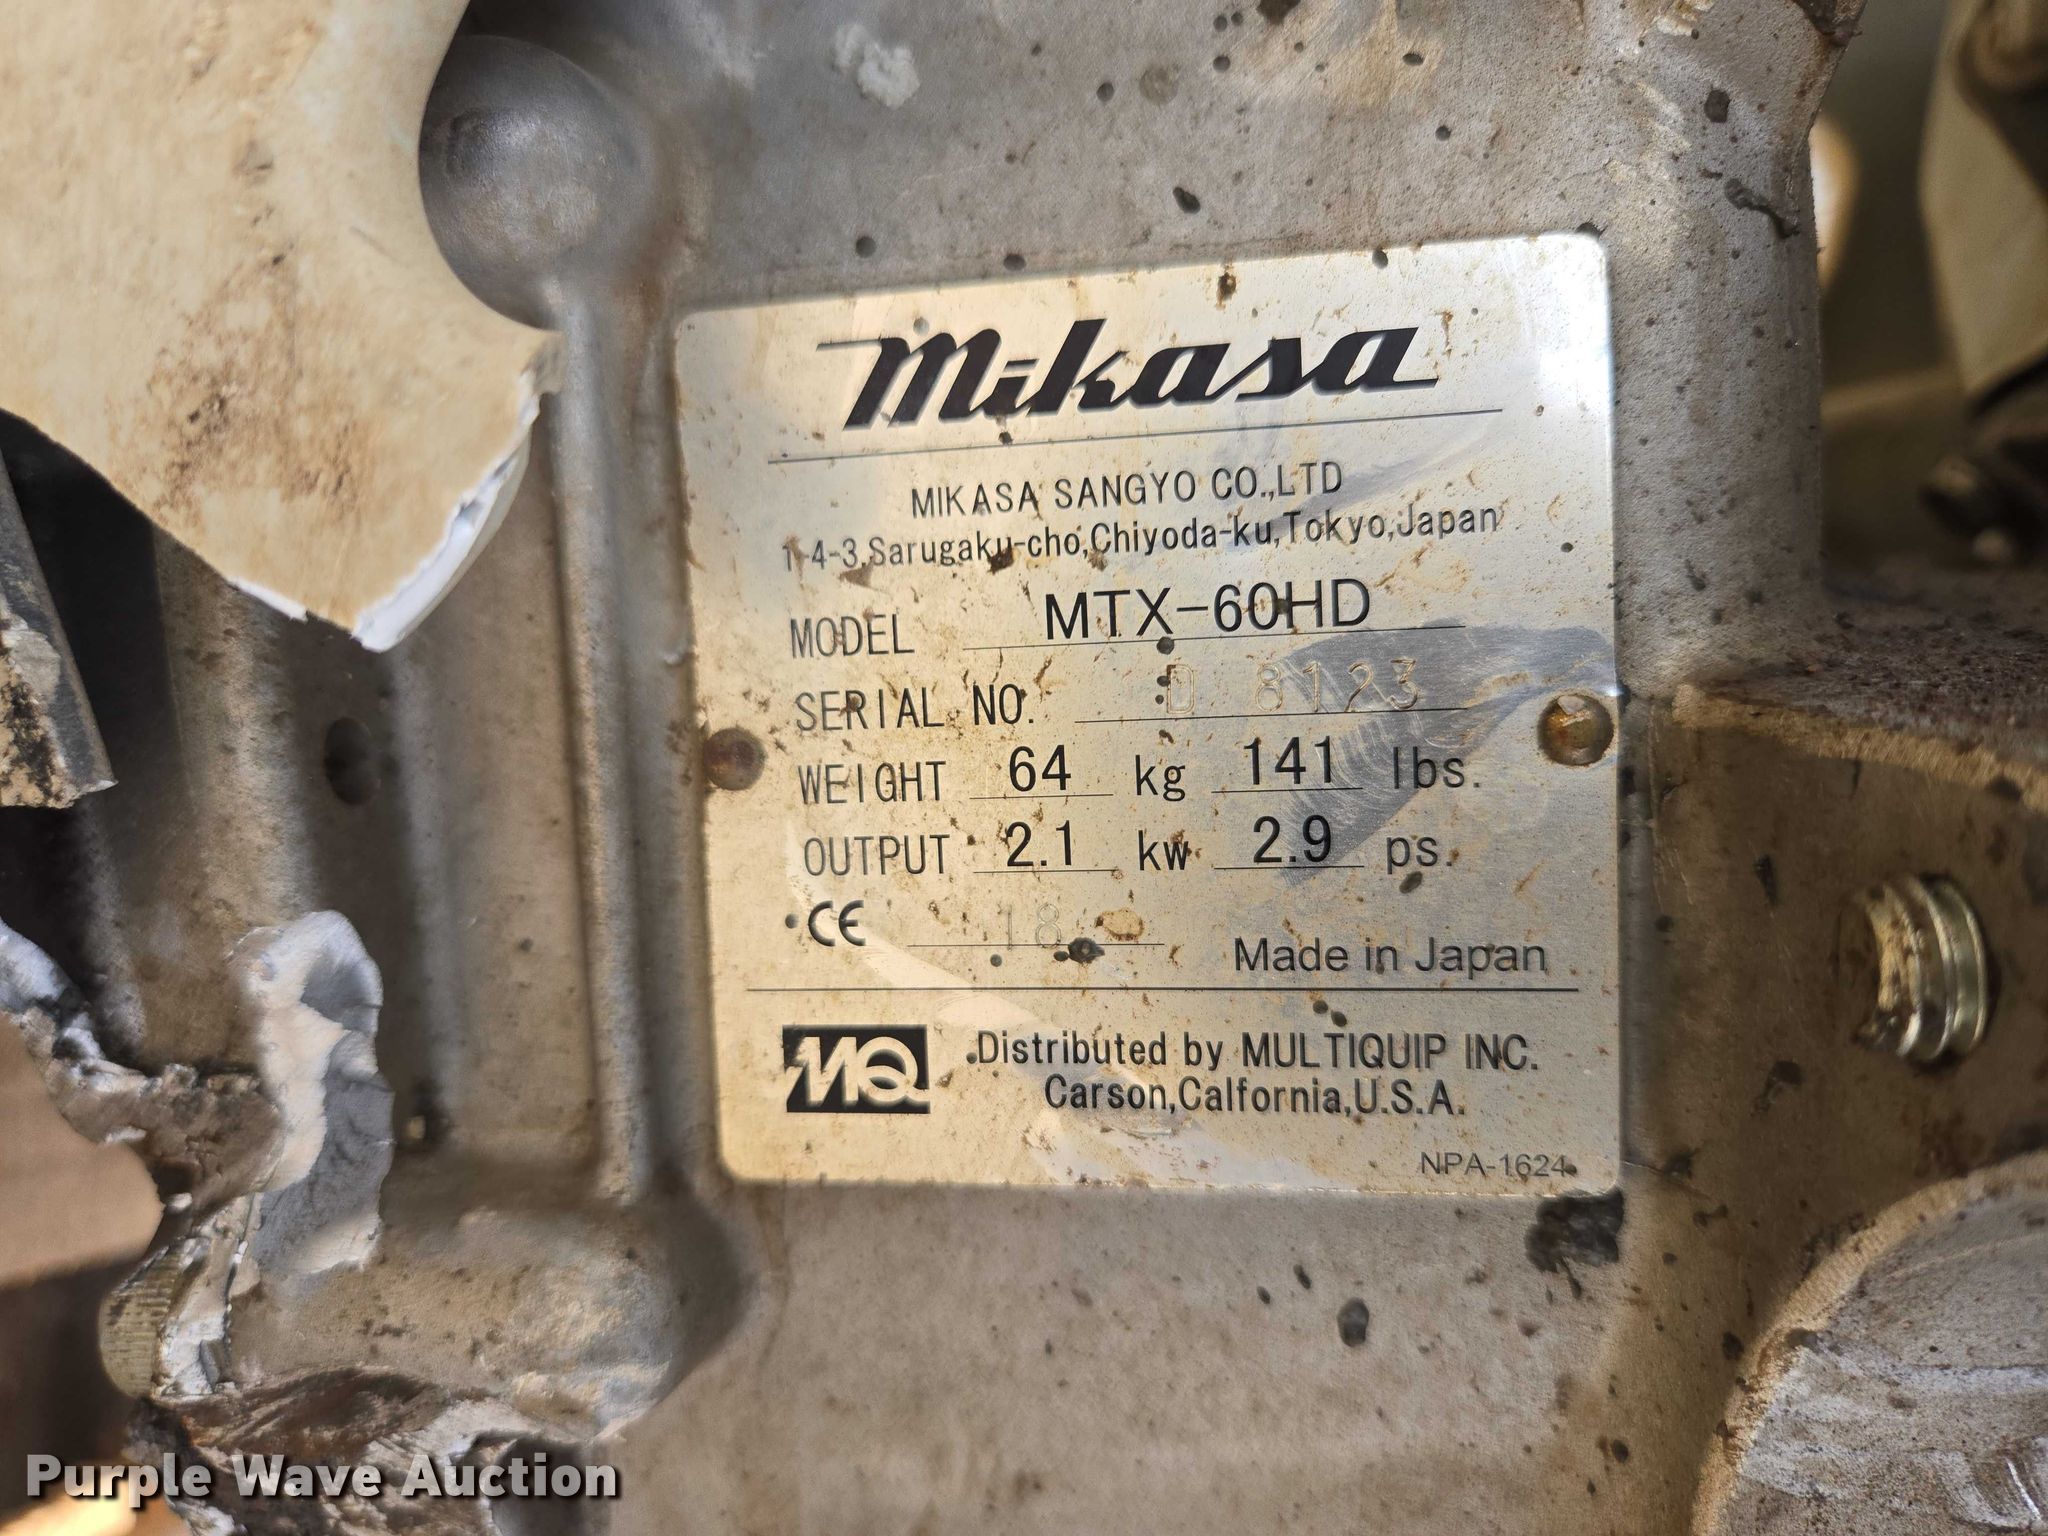 Mikasa
MIKASA SANGYO CO.,LTD
1-4-3,Sarugaku-cho,Chiyoda-ku,Tokyo,Japan
MODEL MTX-60HD
SERIAL NO. D 8123
WEIGHT 64 kg 141 lbs.
OUTPUT 2.1 kw 2.9 ps.
CE 18
Made in Japan
MQ Distributed by MULTIQUIP INC.
Carson,Calfornia,U.S.A.
NPA-1624
Purple Wave Auction